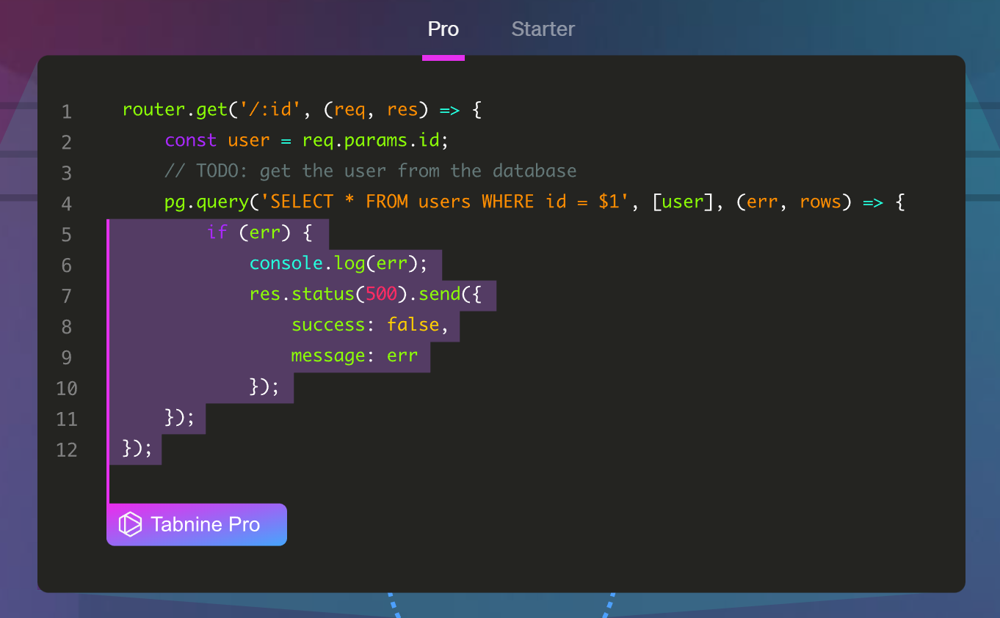 Pro Starter
1 router.get('/:id', (req, res) => {
2     const user = req.params.id;
3     // TODO: get the user from the database
4     pg.query('SELECT * FROM users WHERE id = $1', [user], (err, rows) => {
5         if (err) {
6             console.log(err);
7             res.status(500).send({
8                 success: false,
9                 message: err
10             });
11     });
12 });
Tabnine Pro